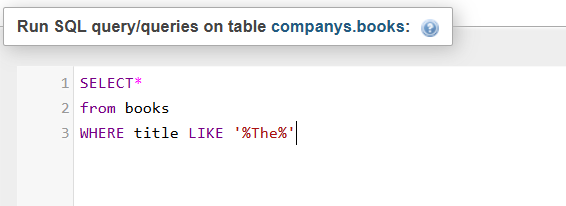 Run SQL query/queries on table companys.books:
1 SELECT*
2 from books
3 WHERE title LIKE '%The%'